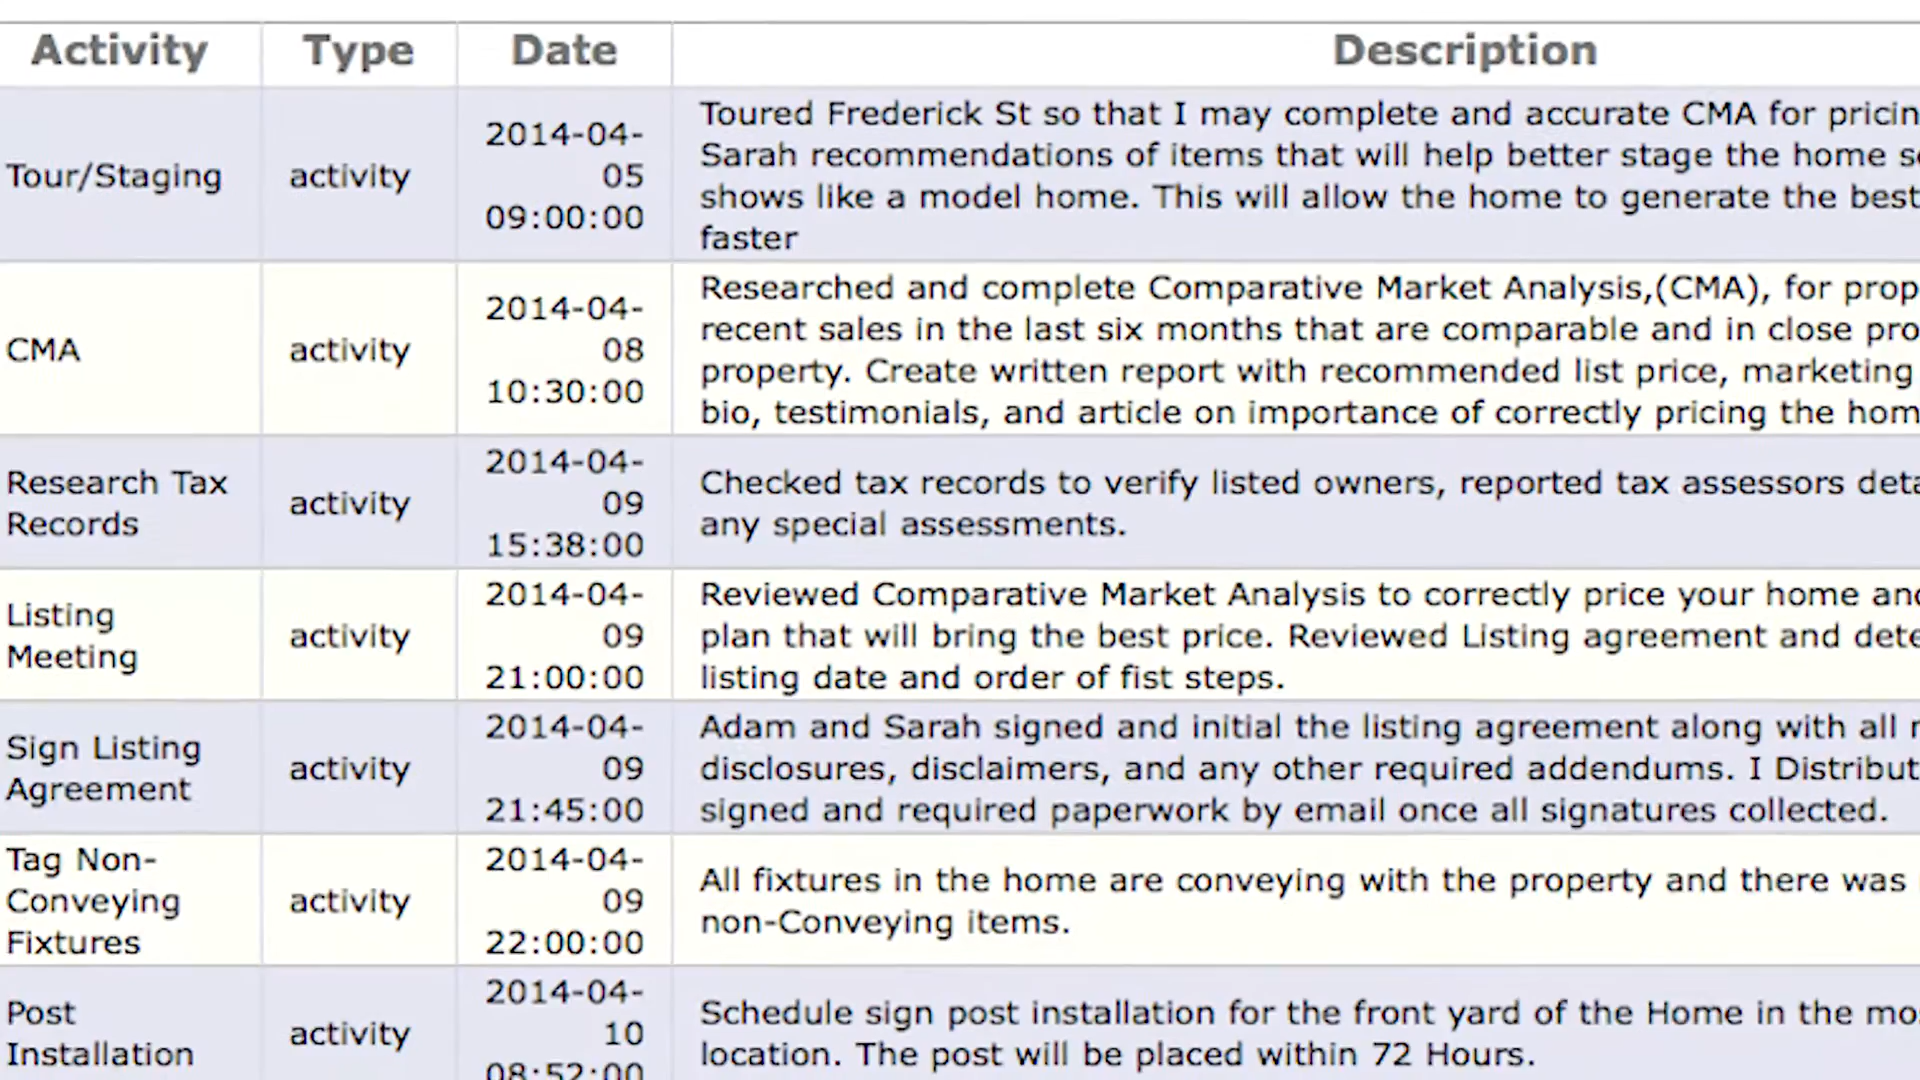 Activity Type Date Description
Tour/Staging activity 2014-04-
05
09:00:00
Toured Frederick St so that I may complete and accurate CMA for
Sarah recommendations of items that will help better stage the home
shows like a model home. This will allow the home to generate the best
faster
CMA activity 2014-04-
08
10:30:00
Researched and complete Comparative Market Analysis,(CMA), for
recent sales in the last six months that are comparable and in close
property. Create written report with recommended list price, marketing
bio, testimonials, and article on importance of correctly pricing the
Research Tax
Records
activity 2014-04-
09
15:38:00
Checked tax records to verify listed owners, reported tax assessors
any special assessments.
Listing
Meeting
activity 2014-04-
09
21:00:00
Reviewed Comparative Market Analysis to correctly price your home
plan that will bring the best price. Reviewed Listing agreement and
listing date and order of fist steps.
Sign Listing
Agreement
activity 2014-04-
09
21:45:00
Adam and Sarah signed and initial the listing agreement along with all
disclosures, disclaimers, and any other required addendums. I
signed and required paperwork by email once all signatures collected.
Tag Non-
Conveying
Fixtures
activity 2014-04-
09
22:00:00
All fixtures in the home are conveying with the property and there was
non-Conveying items.
Post
Installation
activity 2014-04-
10
08:52:00
Schedule sign post installation for the front yard of the Home in the
location. The post will be placed within 72 Hours.